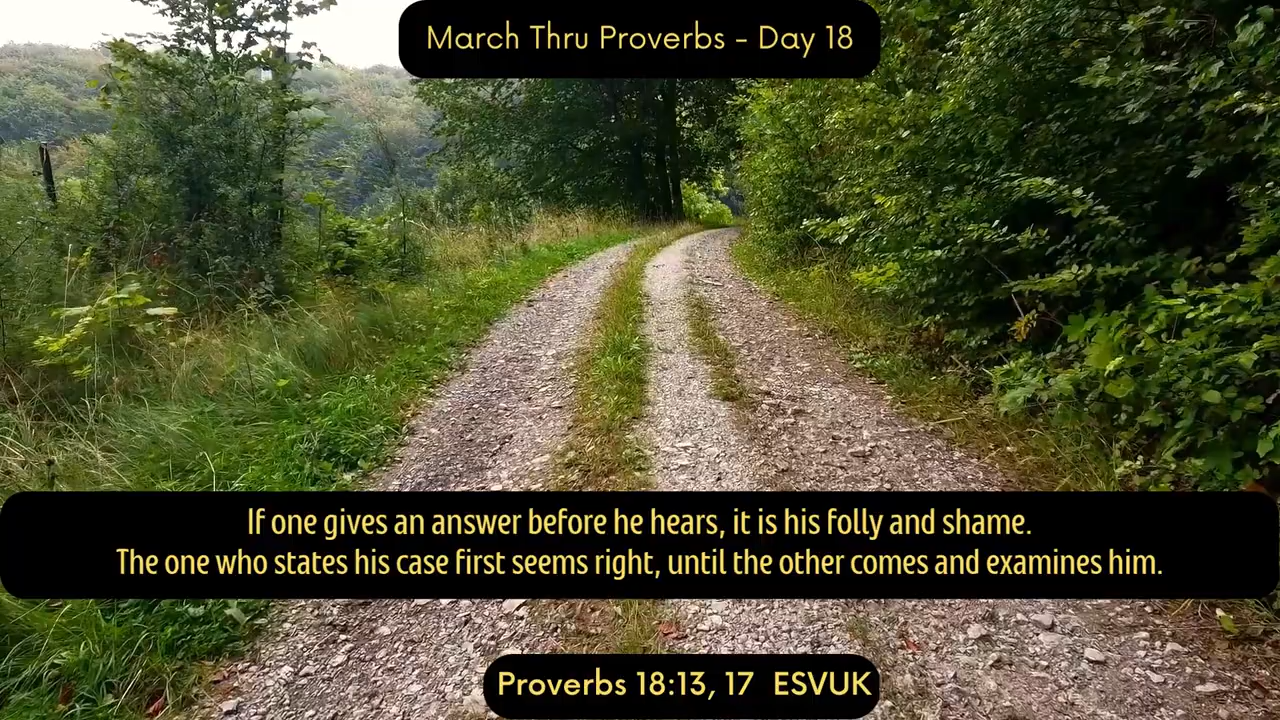 March Thru Proverbs - Day 18
If one gives an answer before he hears, it is his folly and shame.
The one who states his case first seems right, until the other comes and examines him.
Proverbs 18:13, 17 ESVUK